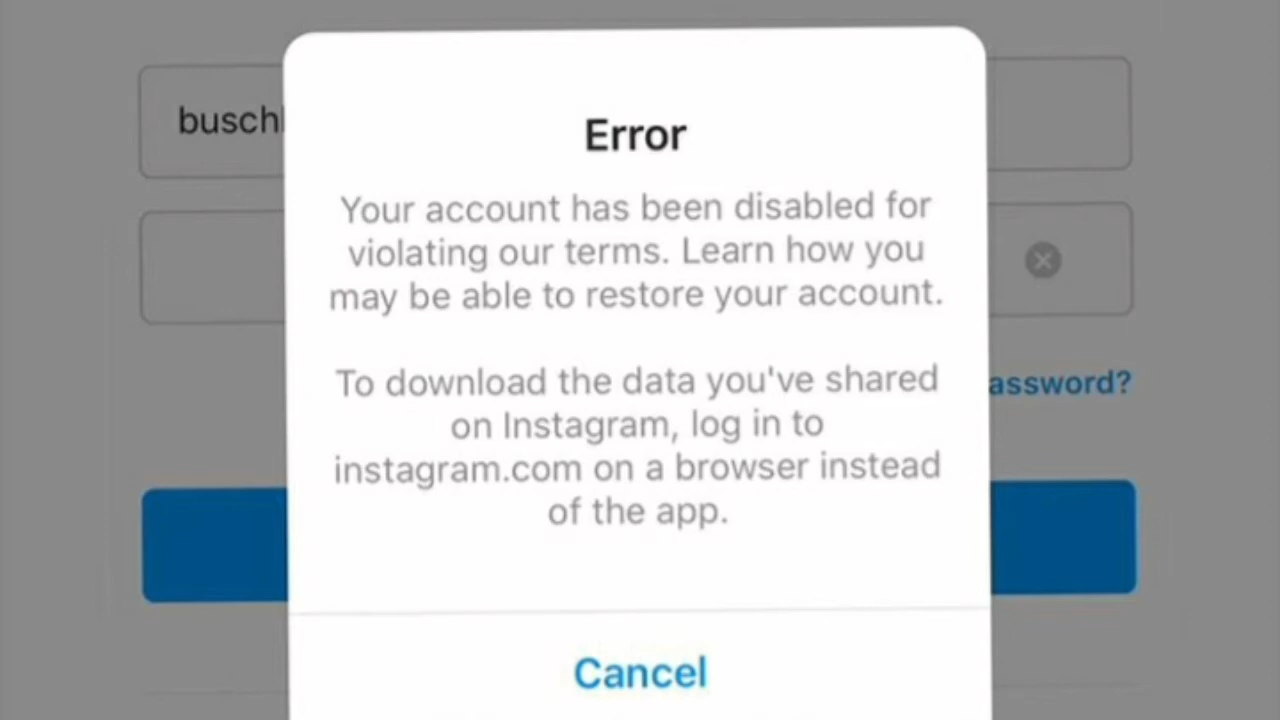 busch
Error
Your account has been disabled for
violating our terms. Learn how you
may be able to restore your account.
To download the data you've shared
on Instagram, log in to
instagram.com on a browser instead
of the app.
assword?
Cancel